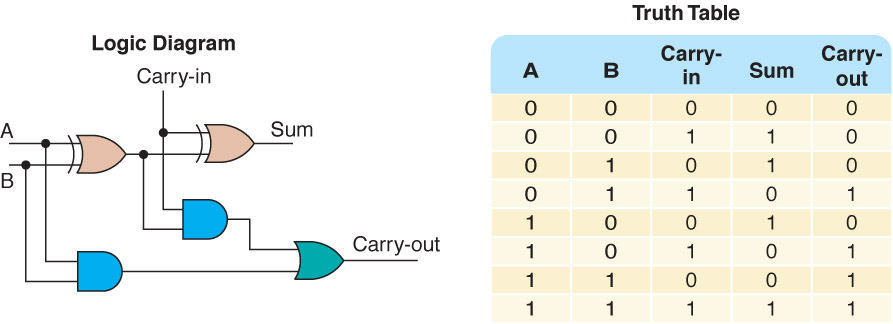 Logic Diagram
Carry-in
A
B
Sum
Carry-out
Truth Table
A B Carry-in Sum Carry-out
0 0 0 0 0
0 0 1 1 0
0 1 0 1 0
0 1 1 0 1
1 0 0 1 0
1 0 1 0 1
1 1 0 0 1
1 1 1 1 1